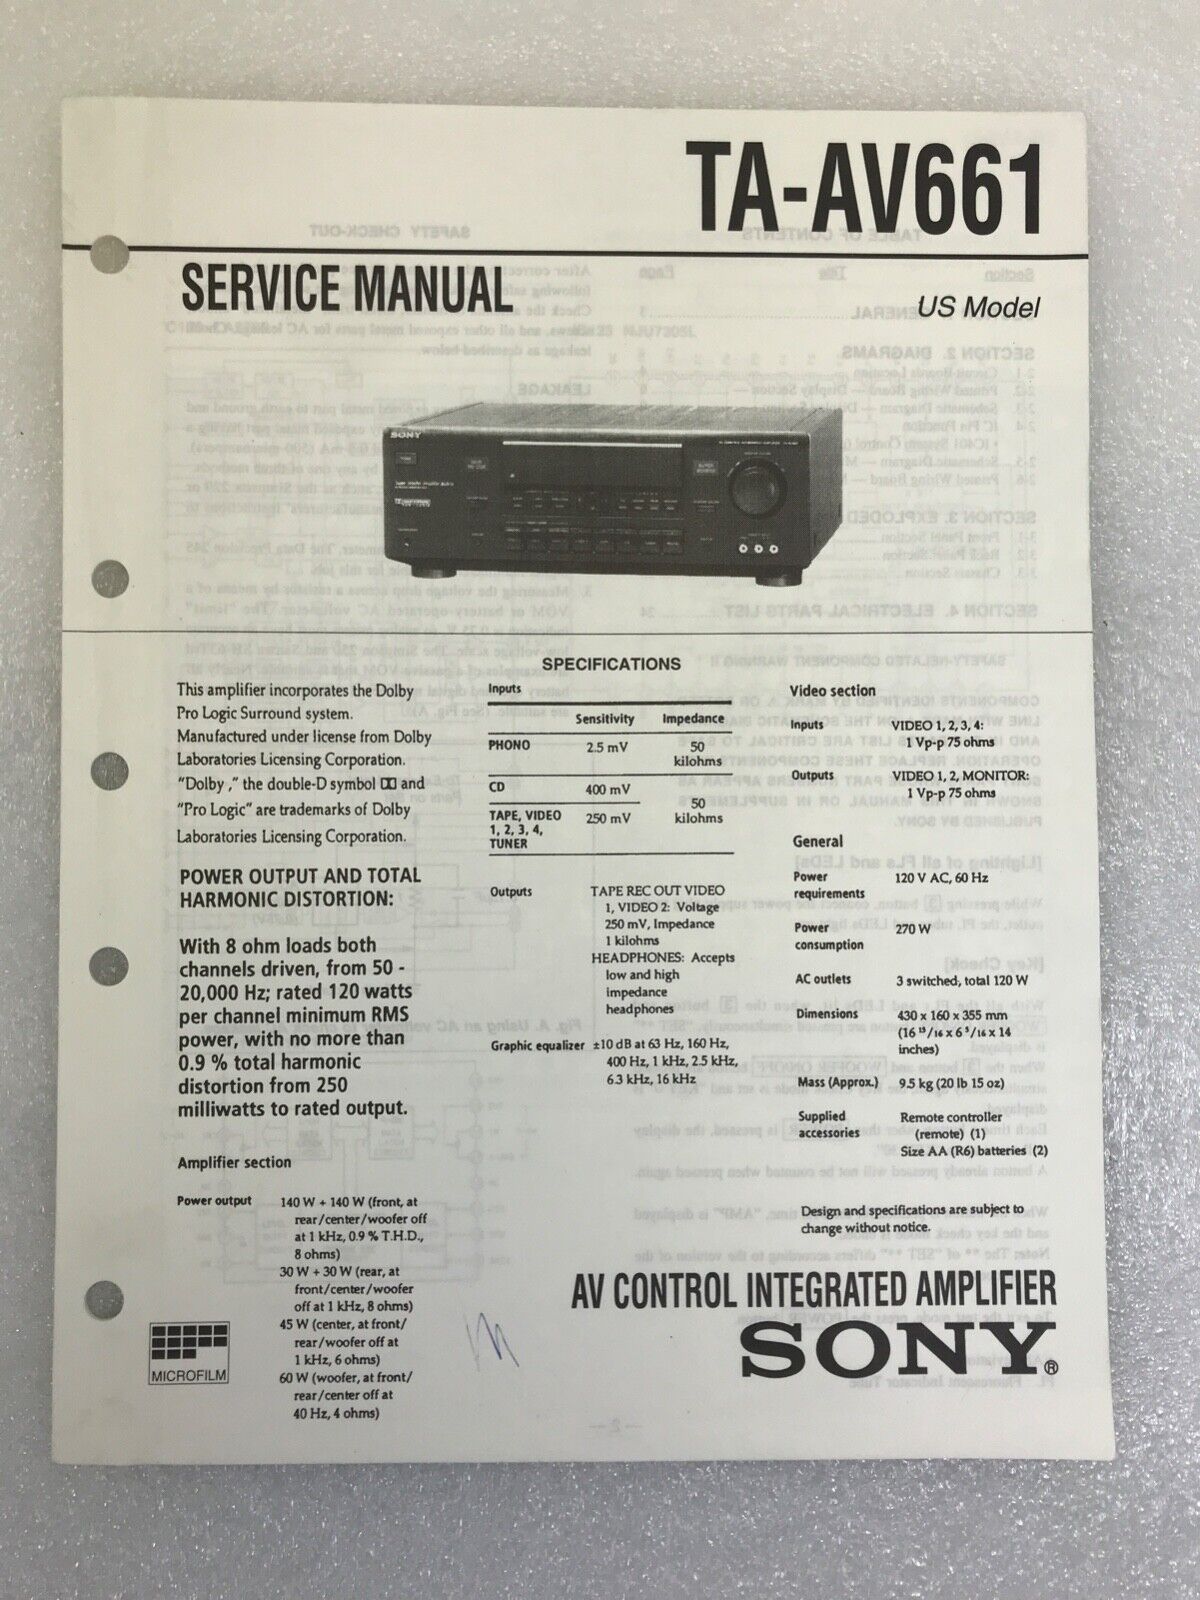 TA-AV661
SERVICE MANUAL
US Model
SONY
SPECIFICATIONS
This amplifier incorporates the Dolby
Pro Logic Surround system.
Manufactured under license from Dolby
Laboratories Licensing Corporation.
“Dolby ,” the double-D symbol and
“Pro Logic” are trademarks of Dolby
Laboratories Licensing Corporation.
POWER OUTPUT AND TOTAL
HARMONIC DISTORTION:
With 8 ohm loads both
channels driven, from 50 -
20,000 Hz; rated 120 watts
per channel minimum RMS
power, with no more than
0.9 % total harmonic
distortion from 250
milliwatts to rated output.
Amplifier section
Power output 140 W + 140 W (front, at
rear/center/woofer off
at 1 kHz, 0.9 % T.H.D.,
8 ohms)
30 W + 30 W (rear, at
front/center/woofer
off at 1 kHz, 8 ohms)
45 W (center, at front/
rear/woofer off at
1 kHz, 6 ohms)
60 W (woofer, at front/
rear/center off at
40 Hz, 4 ohms)
MICROFILM
Inputs
Sensitivity Impedance
PHONO 2.5 mV 50
kilohms
CD 400 mV
50
kilohms
TAPE, VIDEO 250 mV
1, 2, 3, 4,
TUNER
Outputs TAPE REC OUT VIDEO
1, VIDEO 2: Voltage
250 mV, Impedance
1 kilohms
HEADPHONES: Accepts
low and high
impedance
headphones
Graphic equalizer ±10 dB at 63 Hz, 160 Hz,
400 Hz, 1 kHz, 2.5 kHz,
6.3 kHz, 16 kHz
Video section
Inputs VIDEO 1, 2, 3, 4:
1 Vp-p 75 ohms
Outputs VIDEO 1, 2, MONITOR:
1 Vp-p 75 ohms
General
Power
requirements 120 V AC, 60 Hz
Power
consumption 270 W
AC outlets 3 switched, total 120 W
Dimensions 430 x 160 x 355 mm
(16 15/16 x 6 5/16 x 14
inches)
Mass (Approx.) 9.5 kg (20 lb 15 oz)
Supplied
accessories Remote controller
(remote) (1)
Size AA (R6) batteries (2)
Design and specifications are subject to
change without notice.
AV CONTROL INTEGRATED AMPLIFIER
SONY®